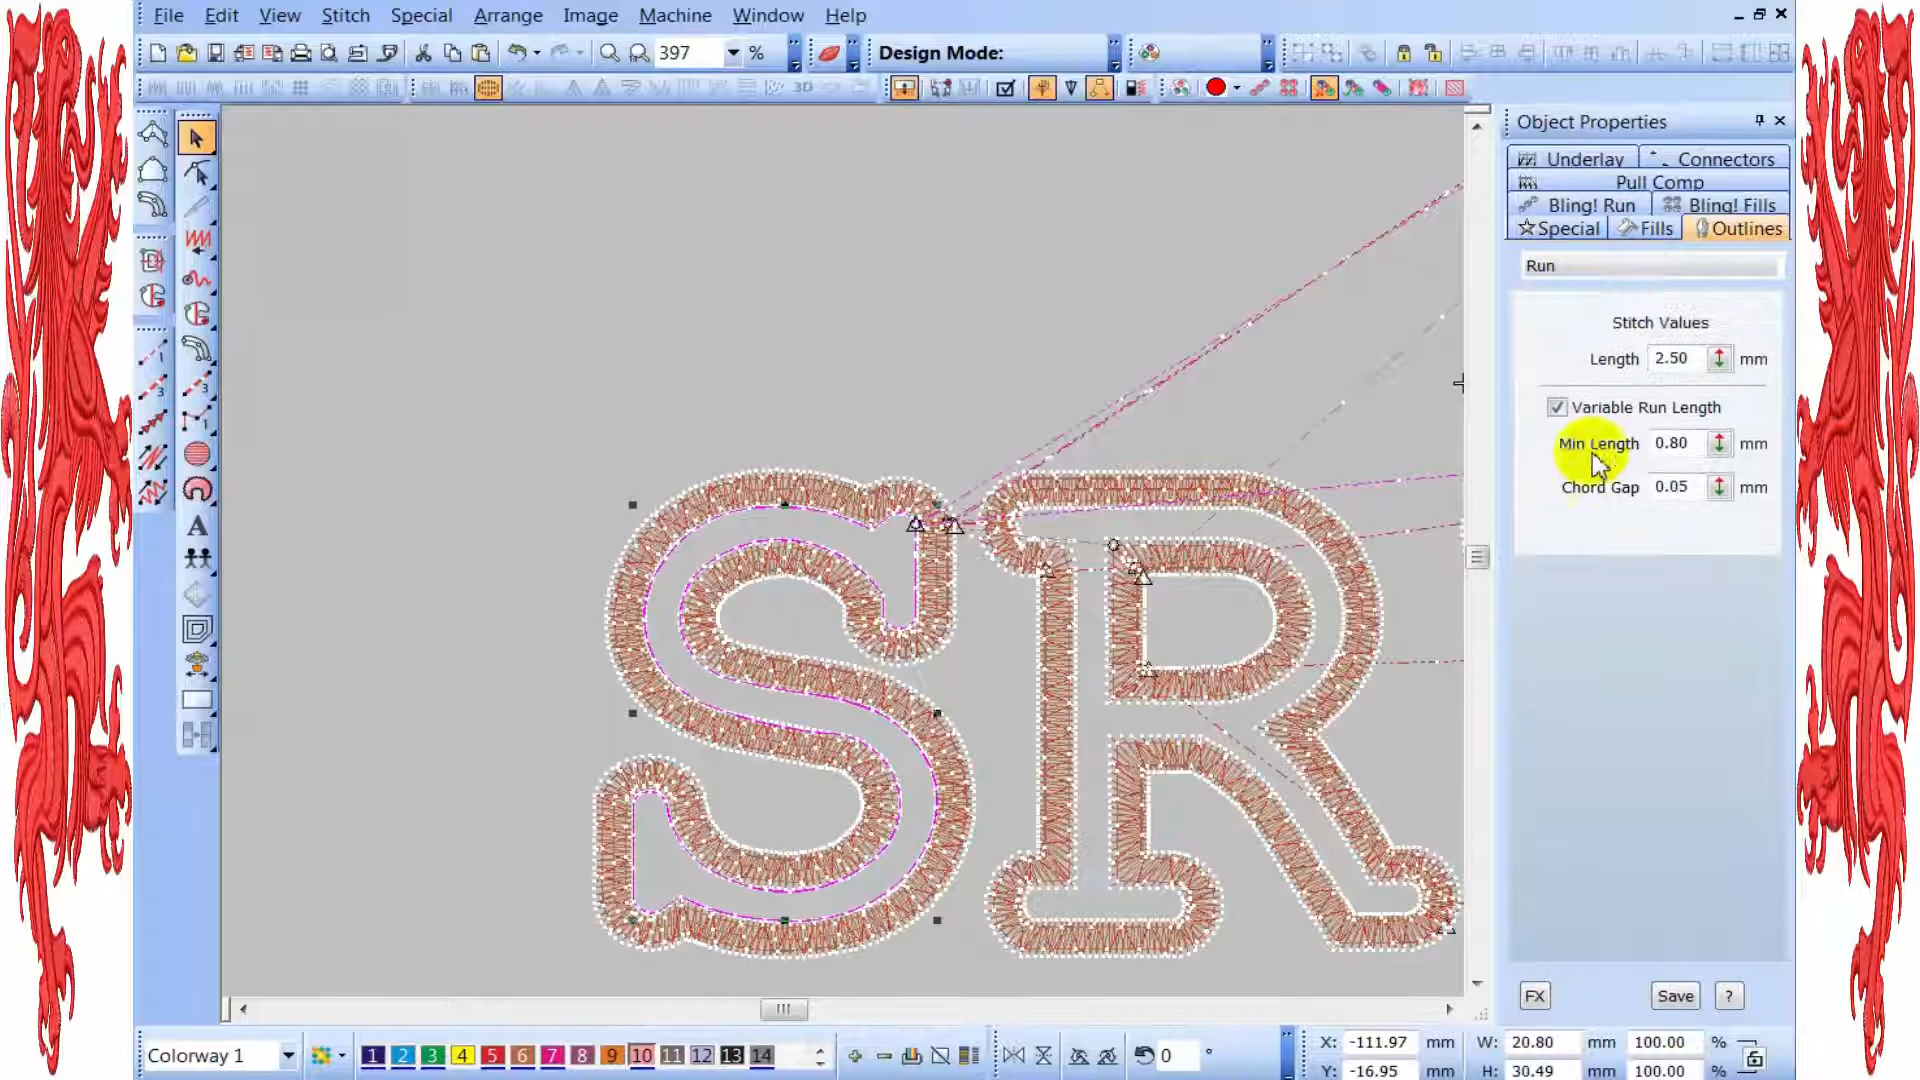 File Edit View Stitch Special Arrange Image Machine Window Help
397 % Design Mode:
3D
Object Properties
Underlay Connectors
Pull Comp
Bling! Run Bling! Fills
Special Fills Outlines
Run
Stitch Values
Length 2.50 mm
Variable Run Length
Min Length 0.80 mm
Chord Gap 0.05 mm
3 3
A
SR
FX Save ?
Colorway 1 1 2 3 4 5 6 7 8 9 10 11 12 13 14 0 ° X: -111.97 mm W: 20.80 mm 100.00 %
Y: -16.95 mm H: 30.49 mm 100.00 %